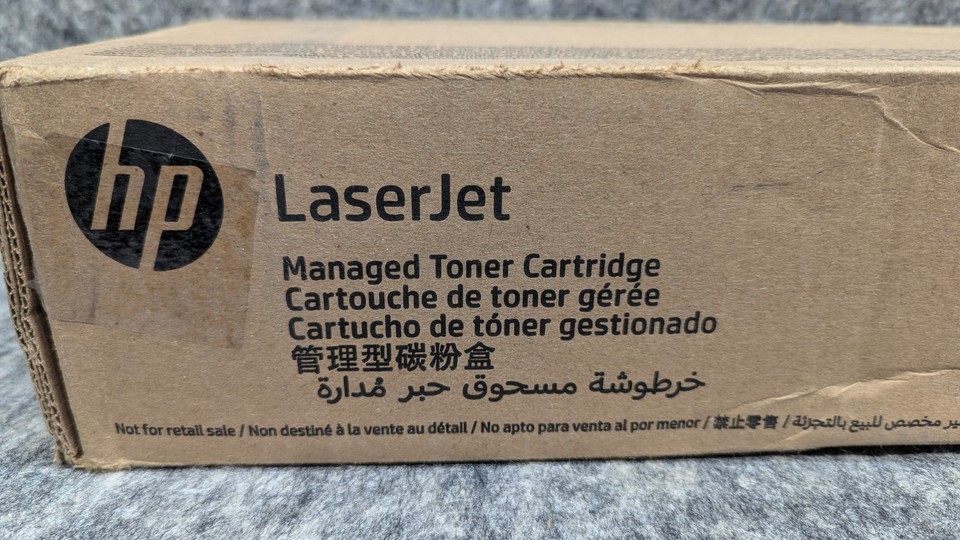 hp
LaserJet
Managed Toner Cartridge
Cartouche de toner gérée
Cartucho de tóner gestionado
管理型碳粉盒
خرطوشة مسحوق حبر مُدارة
Not for retail sale / Non destiné à la vente au détail / No apto para venta al por menor / 禁止零售 / مخصص للبيع بالتجزئة